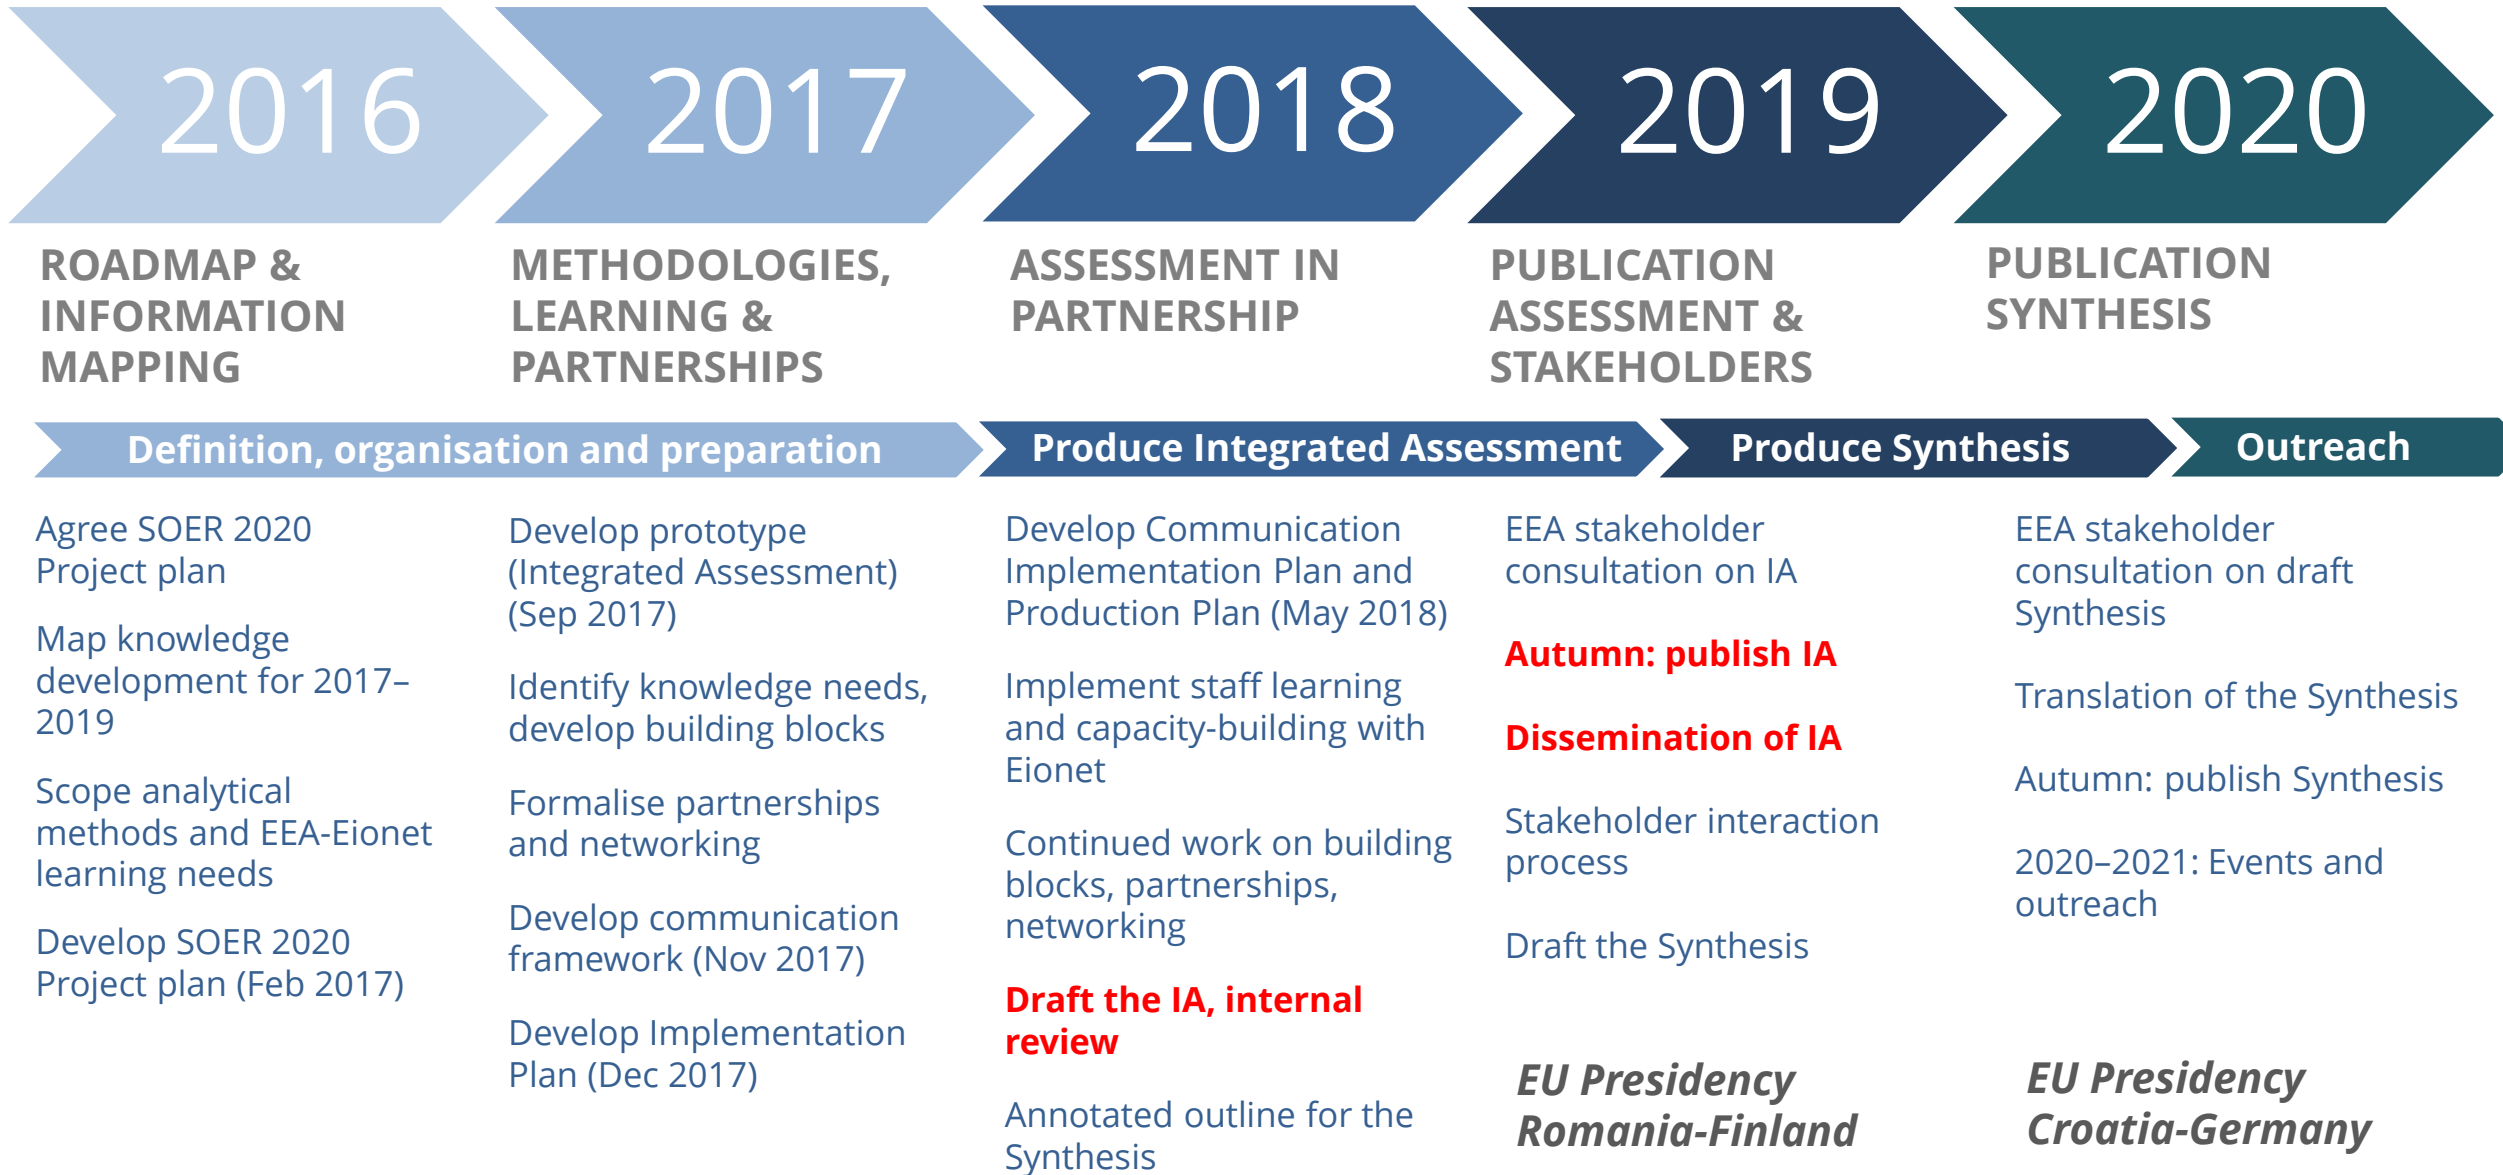 2016
2017
2018
2019
2020
ROADMAP &
INFORMATION
MAPPING
METHODOLOGIES,
LEARNING &
PARTNERSHIPS
ASSESSMENT IN
PARTNERSHIP
PUBLICATION
ASSESSMENT &
STAKEHOLDERS
PUBLICATION
SYNTHESIS
Definition, organisation and preparation
Produce Integrated Assessment
Produce Synthesis
Outreach
Agree SOER 2020
Project plan
Map knowledge
development for 2017–
2019
Scope analytical
methods and EEA-Eionet
learning needs
Develop SOER 2020
Project plan (Feb 2017)
Develop prototype
(Integrated Assessment)
(Sep 2017)
Identify knowledge needs,
develop building blocks
Formalise partnerships
and networking
Develop communication
framework (Nov 2017)
Develop Implementation
Plan (Dec 2017)
Develop Communication
Implementation Plan and
Production Plan (May 2018)
Implement staff learning
and capacity-building with
Eionet
Continued work on building
blocks, partnerships,
networking
Draft the IA, internal
review
Annotated outline for the
Synthesis
EEA stakeholder
consultation on IA
Autumn: publish IA
Dissemination of IA
Stakeholder interaction
process
Draft the Synthesis
EU Presidency
Romania-Finland
EEA stakeholder
consultation on draft
Synthesis
Translation of the Synthesis
Autumn: publish Synthesis
2020–2021: Events and
outreach
EU Presidency
Croatia-Germany